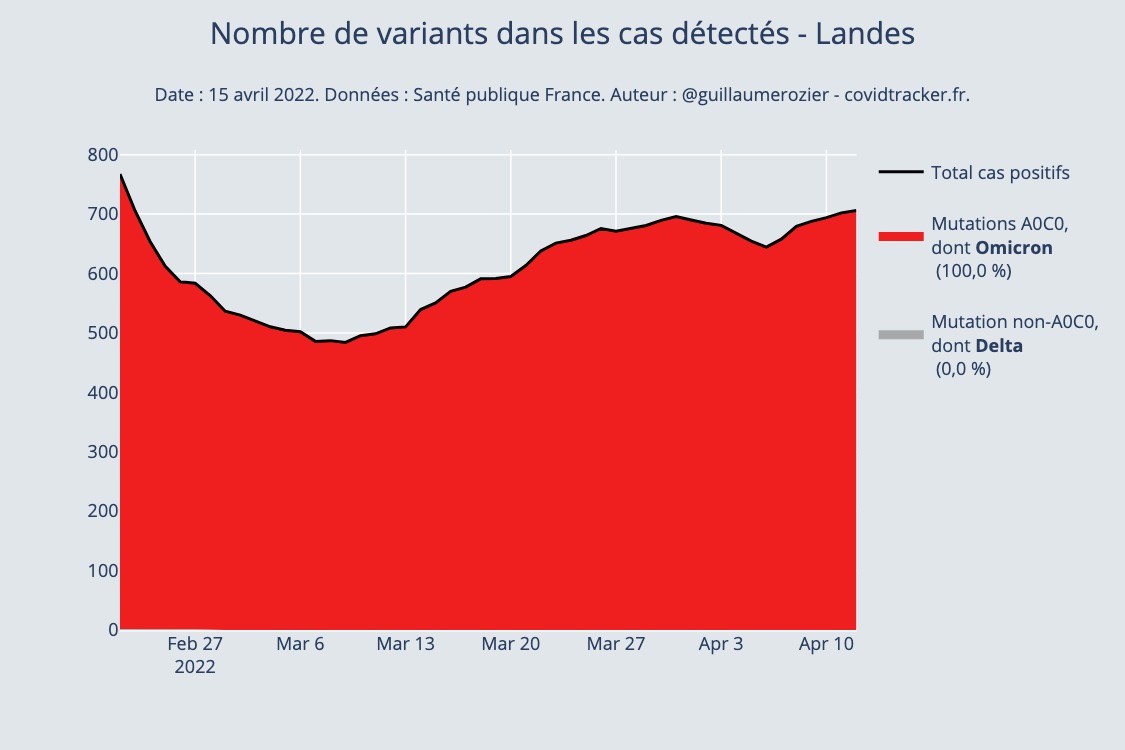 Nombre de variants dans les cas détectés - Landes
Date : 15 avril 2022. Données : Santé publique France. Auteur : @guillaumerozier - covidtracker.fr.
800
700
600
500
400
300
200
100
0
Feb 27
2022
Mar 6
Mar 13
Mar 20
Mar 27
Apr 3
Apr 10
Total cas positifs
Mutations A0C0,
dont Omicron
(100,0 %)
Mutation non-A0C0,
dont Delta
(0,0 %)